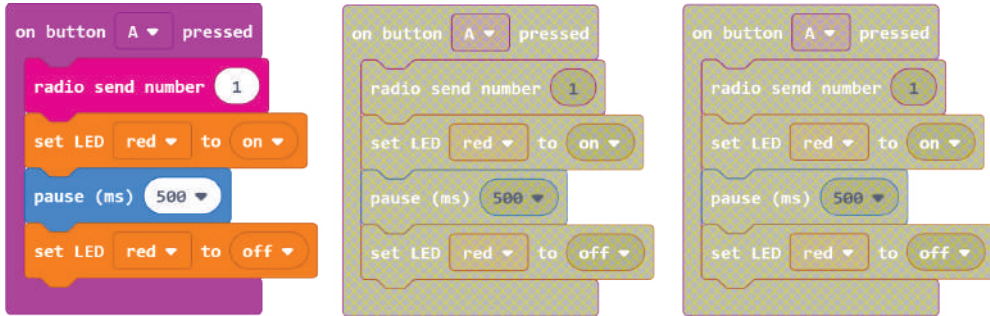 on button A pressed
radio send number 1
set LED red to on
pause (ms) 500
set LED red to off
on button A pressed
radio send number 1
set LED red to on
pause (ms) 500
set LED red to off
on button A pressed
radio send number 1
set LED red to on
pause (ms) 500
set LED red to off